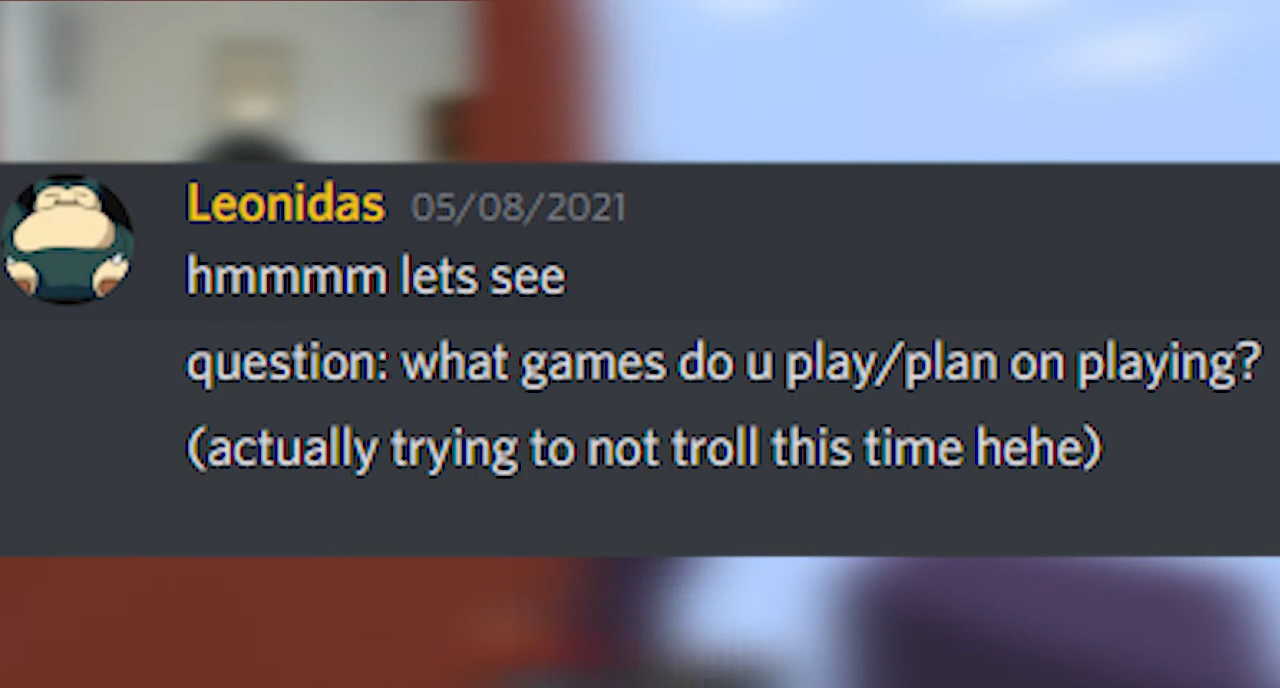 Leonidas 05/08/2021
hmmmm lets see
question: what games do u play/plan on playing?
(actually trying to not troll this time hehe)